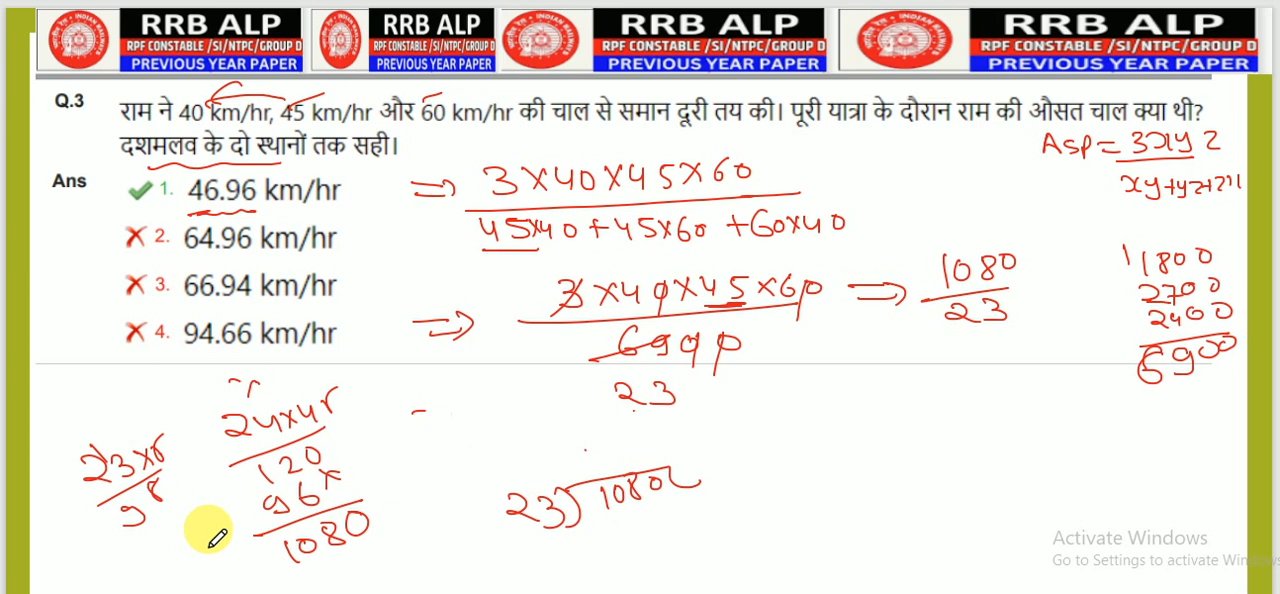 RRB ALP
RPF CONSTABLE /SI/NTPC/GROUP D
PREVIOUS YEAR PAPER
RRB ALP
RPF CONSTABLE /SI/NTPC/GROUP D
PREVIOUS YEAR PAPER
RRB ALP
RPF CONSTABLE /SI/NTPC/GROUP D
PREVIOUS YEAR PAPER
RRB ALP
RPF CONSTABLE /SI/NTPC/GROUP D
PREVIOUS YEAR PAPER
Q.3 राम ने 40 km/hr, 45 km/hr और 60 km/hr की चाल से समान दूरी तय की। पूरी यात्रा के दौरान राम की औसत चाल क्या थी?
दशमलव के दो स्थानों तक सही।
Ans
1. 46.96 km/hr
2. 64.96 km/hr
3. 66.94 km/hr
4. 94.66 km/hr
Asp =
⇒ 3×40×45×60
45×40+45×60+60×40
⇒ 3×40×45×60
23
⇒ 1080
23
1800
2700
2400
6900
120
96×
1080
23)1080
Activate Windows
Go to Settings to activate Windows